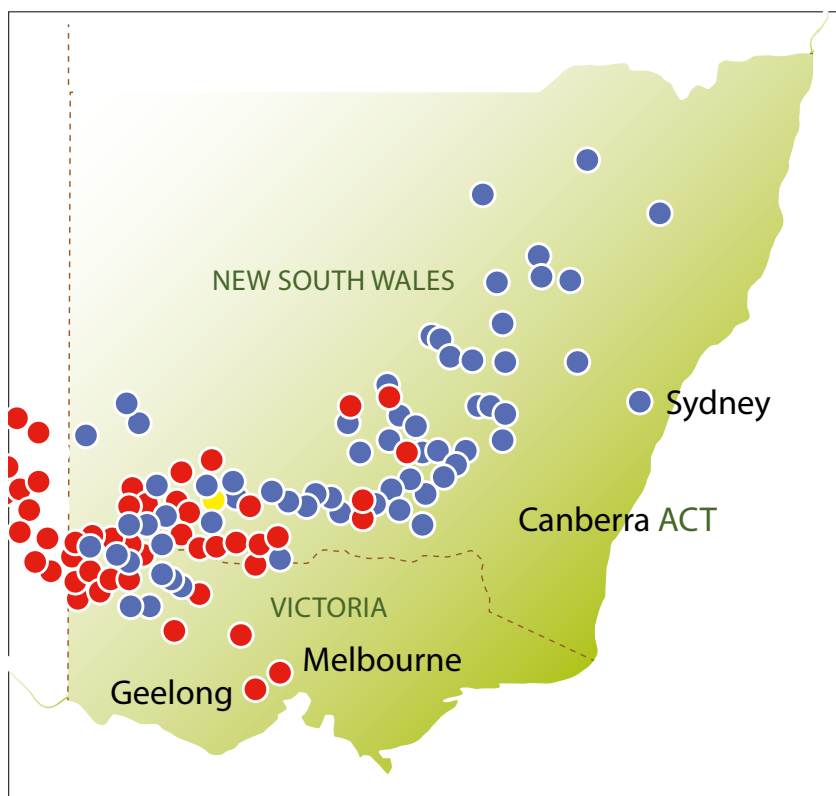 NEW SOUTH WALES
Sydney
Canberra ACT
VICTORIA
Melbourne
Geelong